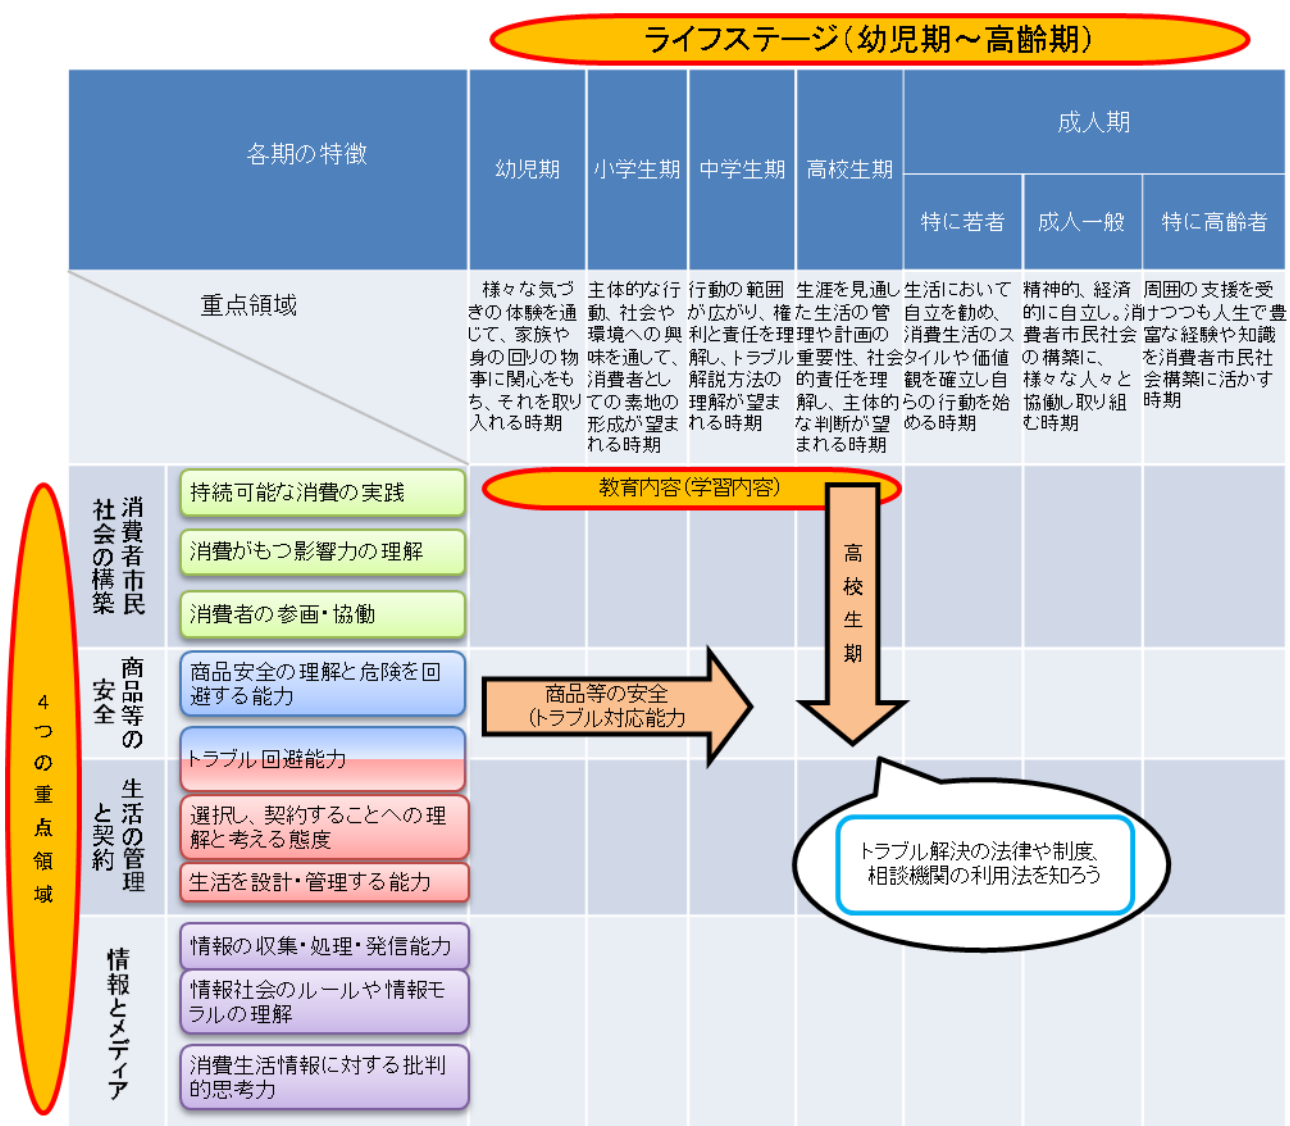 ライフステージ(幼児期～高齢期)
各期の特徴
幼児期
小学生期
中学生期
高校生期
成人期
特に若者
成人一般
特に高齢者
重点領域
様々な気づ
きの体験を通
じて、家族や
身の回りの物
事に関心をも
ち、それを取り
入れる時期
主体的な行
動、社会や
環境への興
味を通して、
消費者とし
ての素地の
形成が望ま
れる時期
行動の範囲
が広がり、権
利と責任を理
解し、トラブル
解説方法の
理解が望ま
れる時期
生涯を見通し
た生活の管
理や計画の
重要性、社会
的責任を理
解し、主体的
な判断が望
まれる時期
生活において
自立を勧め、
消費生活のス
タイルや価値
観を確立し自
らの行動を始
める時期
精神的、経済
的に自立し。消
費者市民社会
の構築に、
様々な人々と
協働し取り組
む時期
周囲の支援を受
けつつも人生で豊
富な経験や知識
を消費者市民社
会構築に活かす
時期
教育内容(学習内容)
4つの重点領域
消費者市民
社会の構築
持続可能な消費の実践
消費がもつ影響力の理解
消費者の参画・協働
高校生期
商品等の
安全
商品安全の理解と危険を回
避する能力
トラブル回避能力
商品等の安全
(トラブル対応能力
生活の管理
と契約
選択し、契約することへの理
解と考える態度
生活を設計・管理する能力
トラブル解決の法律や制度、
相談機関の利用法を知ろう
情報とメディア
情報の収集・処理・発信能力
情報社会のルールや情報モ
ラルの理解
消費生活情報に対する批判
的思考力